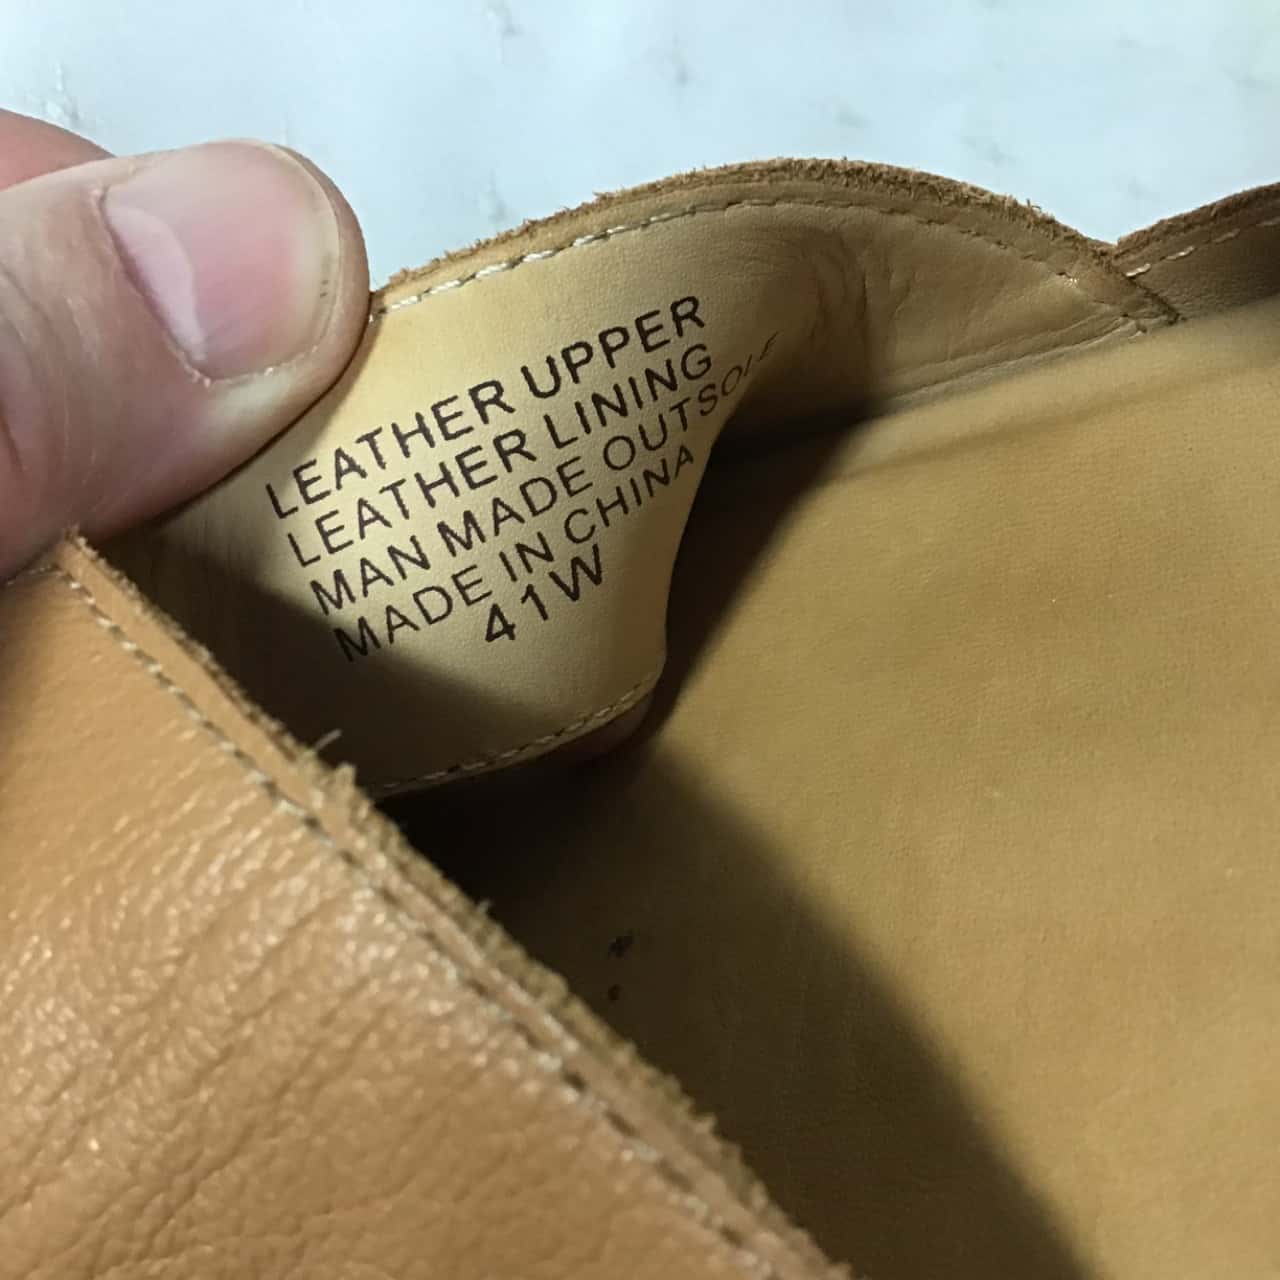 LEATHER UPPER
LEATHER LINING
MAN MADE OUTSOLE
MADE IN CHINA
41W